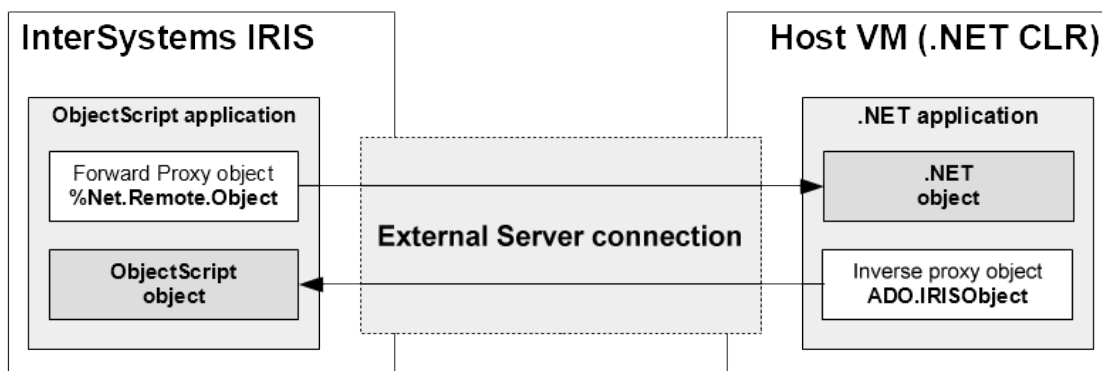 InterSystems IRIS
ObjectScript application
Forward Proxy object
%Net.Remote.Object
ObjectScript
object
External Server connection
Host VM (.NET CLR)
.NET application
.NET
object
Inverse proxy object
ADO.IRISObject